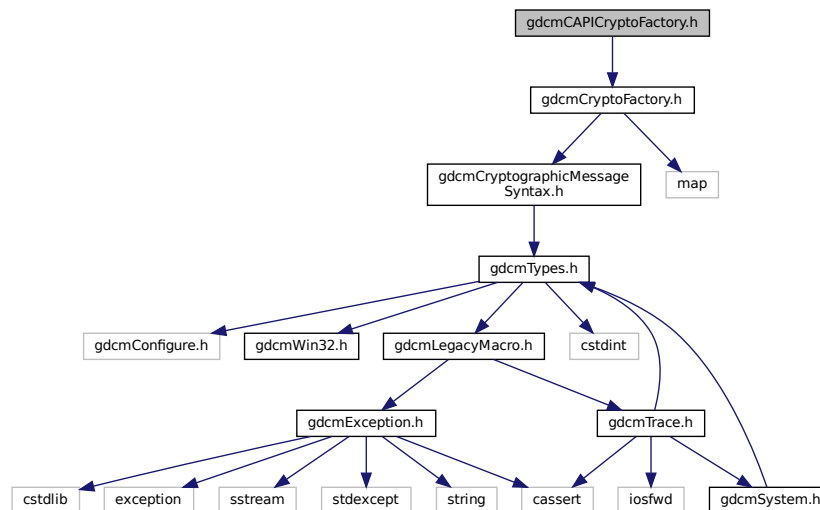 gdcmCAPICryptoFactory.h
gdcmCryptoFactory.h
gdcmCryptographicMessage
Syntax.h
map
gdcmTypes.h
gdcmConfigure.h
gdcmWin32.h
gdcmLegacyMacro.h
cstdint
gdcmException.h
gdcmTrace.h
cstdlib
exception
sstream
stdexcept
string
cassert
iosfwd
gdcmSystem.h